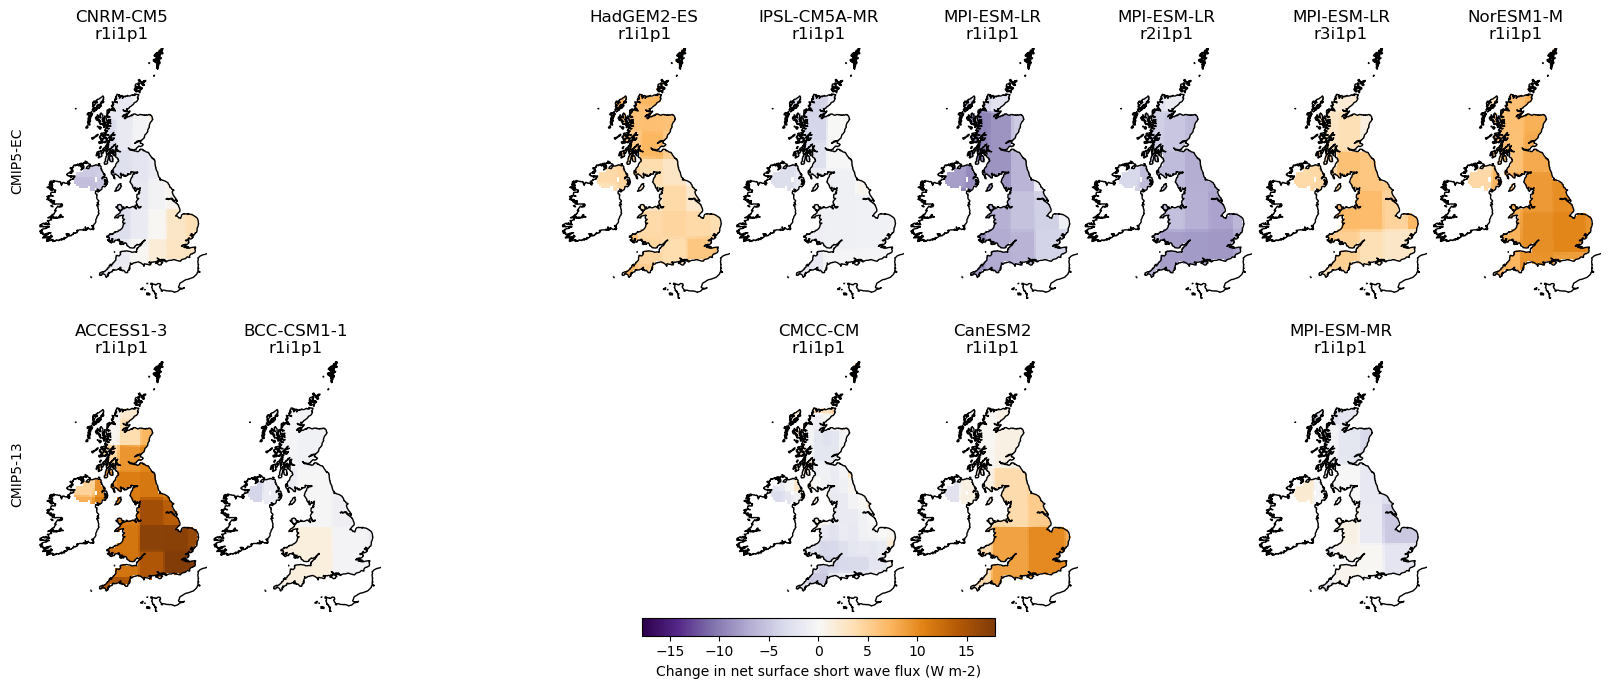 CNRM-CM5
r1i1p1
HadGEM2-ES
r1i1p1
IPSL-CM5A-MR
r1i1p1
MPI-ESM-LR
r1i1p1
MPI-ESM-LR
r2i1p1
MPI-ESM-LR
r3i1p1
NorESM1-M
r1i1p1
CMIP5-EC
ACCESS1-3
r1i1p1
BCC-CSM1-1
r1i1p1
CMCC-CM
r1i1p1
CanESM2
r1i1p1
MPI-ESM-MR
r1i1p1
CMIP5-13
−15 −10 −5 0 5 10 15
Change in net surface short wave flux (W m-2)